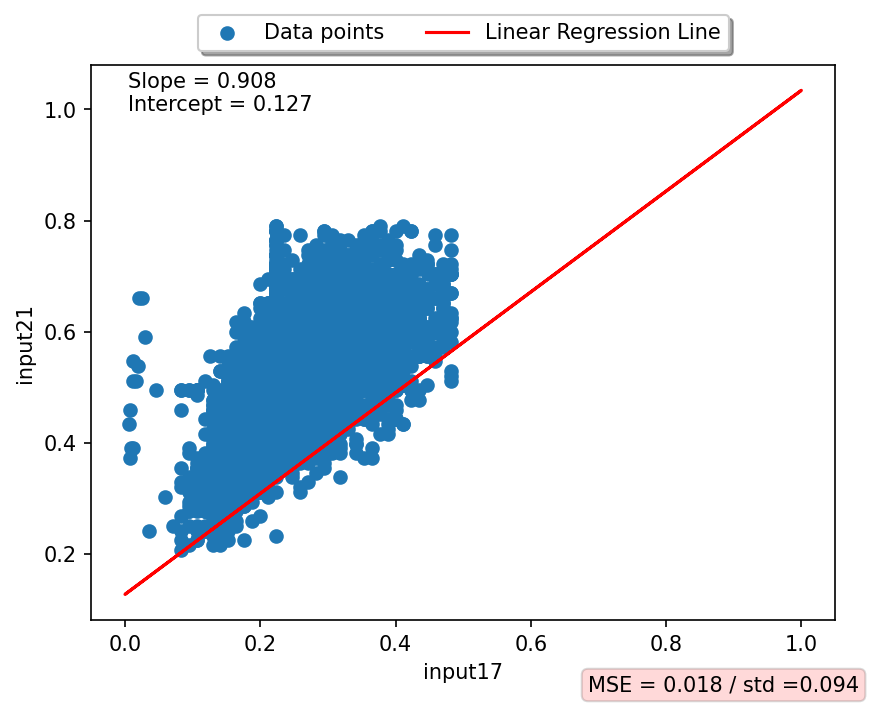 Data points
Linear Regression Line
Slope = 0.908
Intercept = 0.127
1.0
0.8
0.6
0.4
0.2
input21
0.0
0.2
0.4
0.6
0.8
1.0
input17
MSE = 0.018 / std =0.094